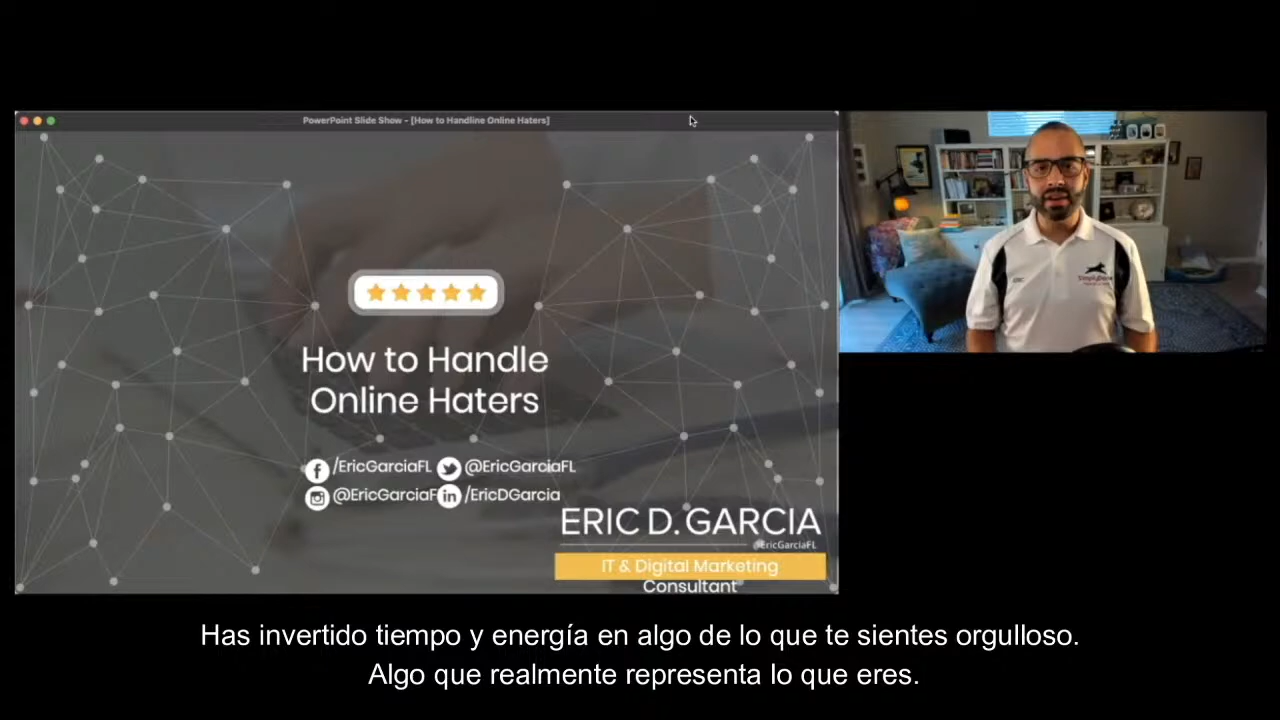 PowerPoint Slide Show - [How to Handline Online Haters]
How to Handle
Online Haters
/EricGarciaFL @EricGarciaFL
@EricGarciaF /EricDGarcia
ERIC D. GARCIA
@EricGarciaFL
IT & Digital Marketing
Consultant
Has invertido tiempo y energía en algo de lo que te sientes orgulloso.
Algo que realmente representa lo que eres.